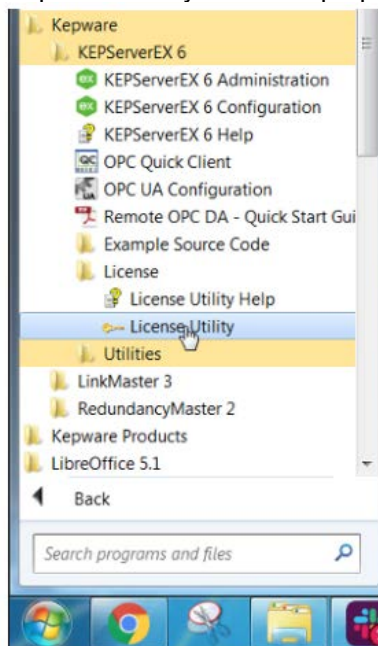 Kepware
KEPServerEX 6
KEPServerEX 6 Administration
KEPServerEX 6 Configuration
KEPServerEX 6 Help
OPC Quick Client
OPC UA Configuration
Remote OPC DA - Quick Start Gui
Example Source Code
License
License Utility Help
License Utility
Utilities
LinkMaster 3
RedundancyMaster 2
Kepware Products
LibreOffice 5.1
Back
Search programs and files